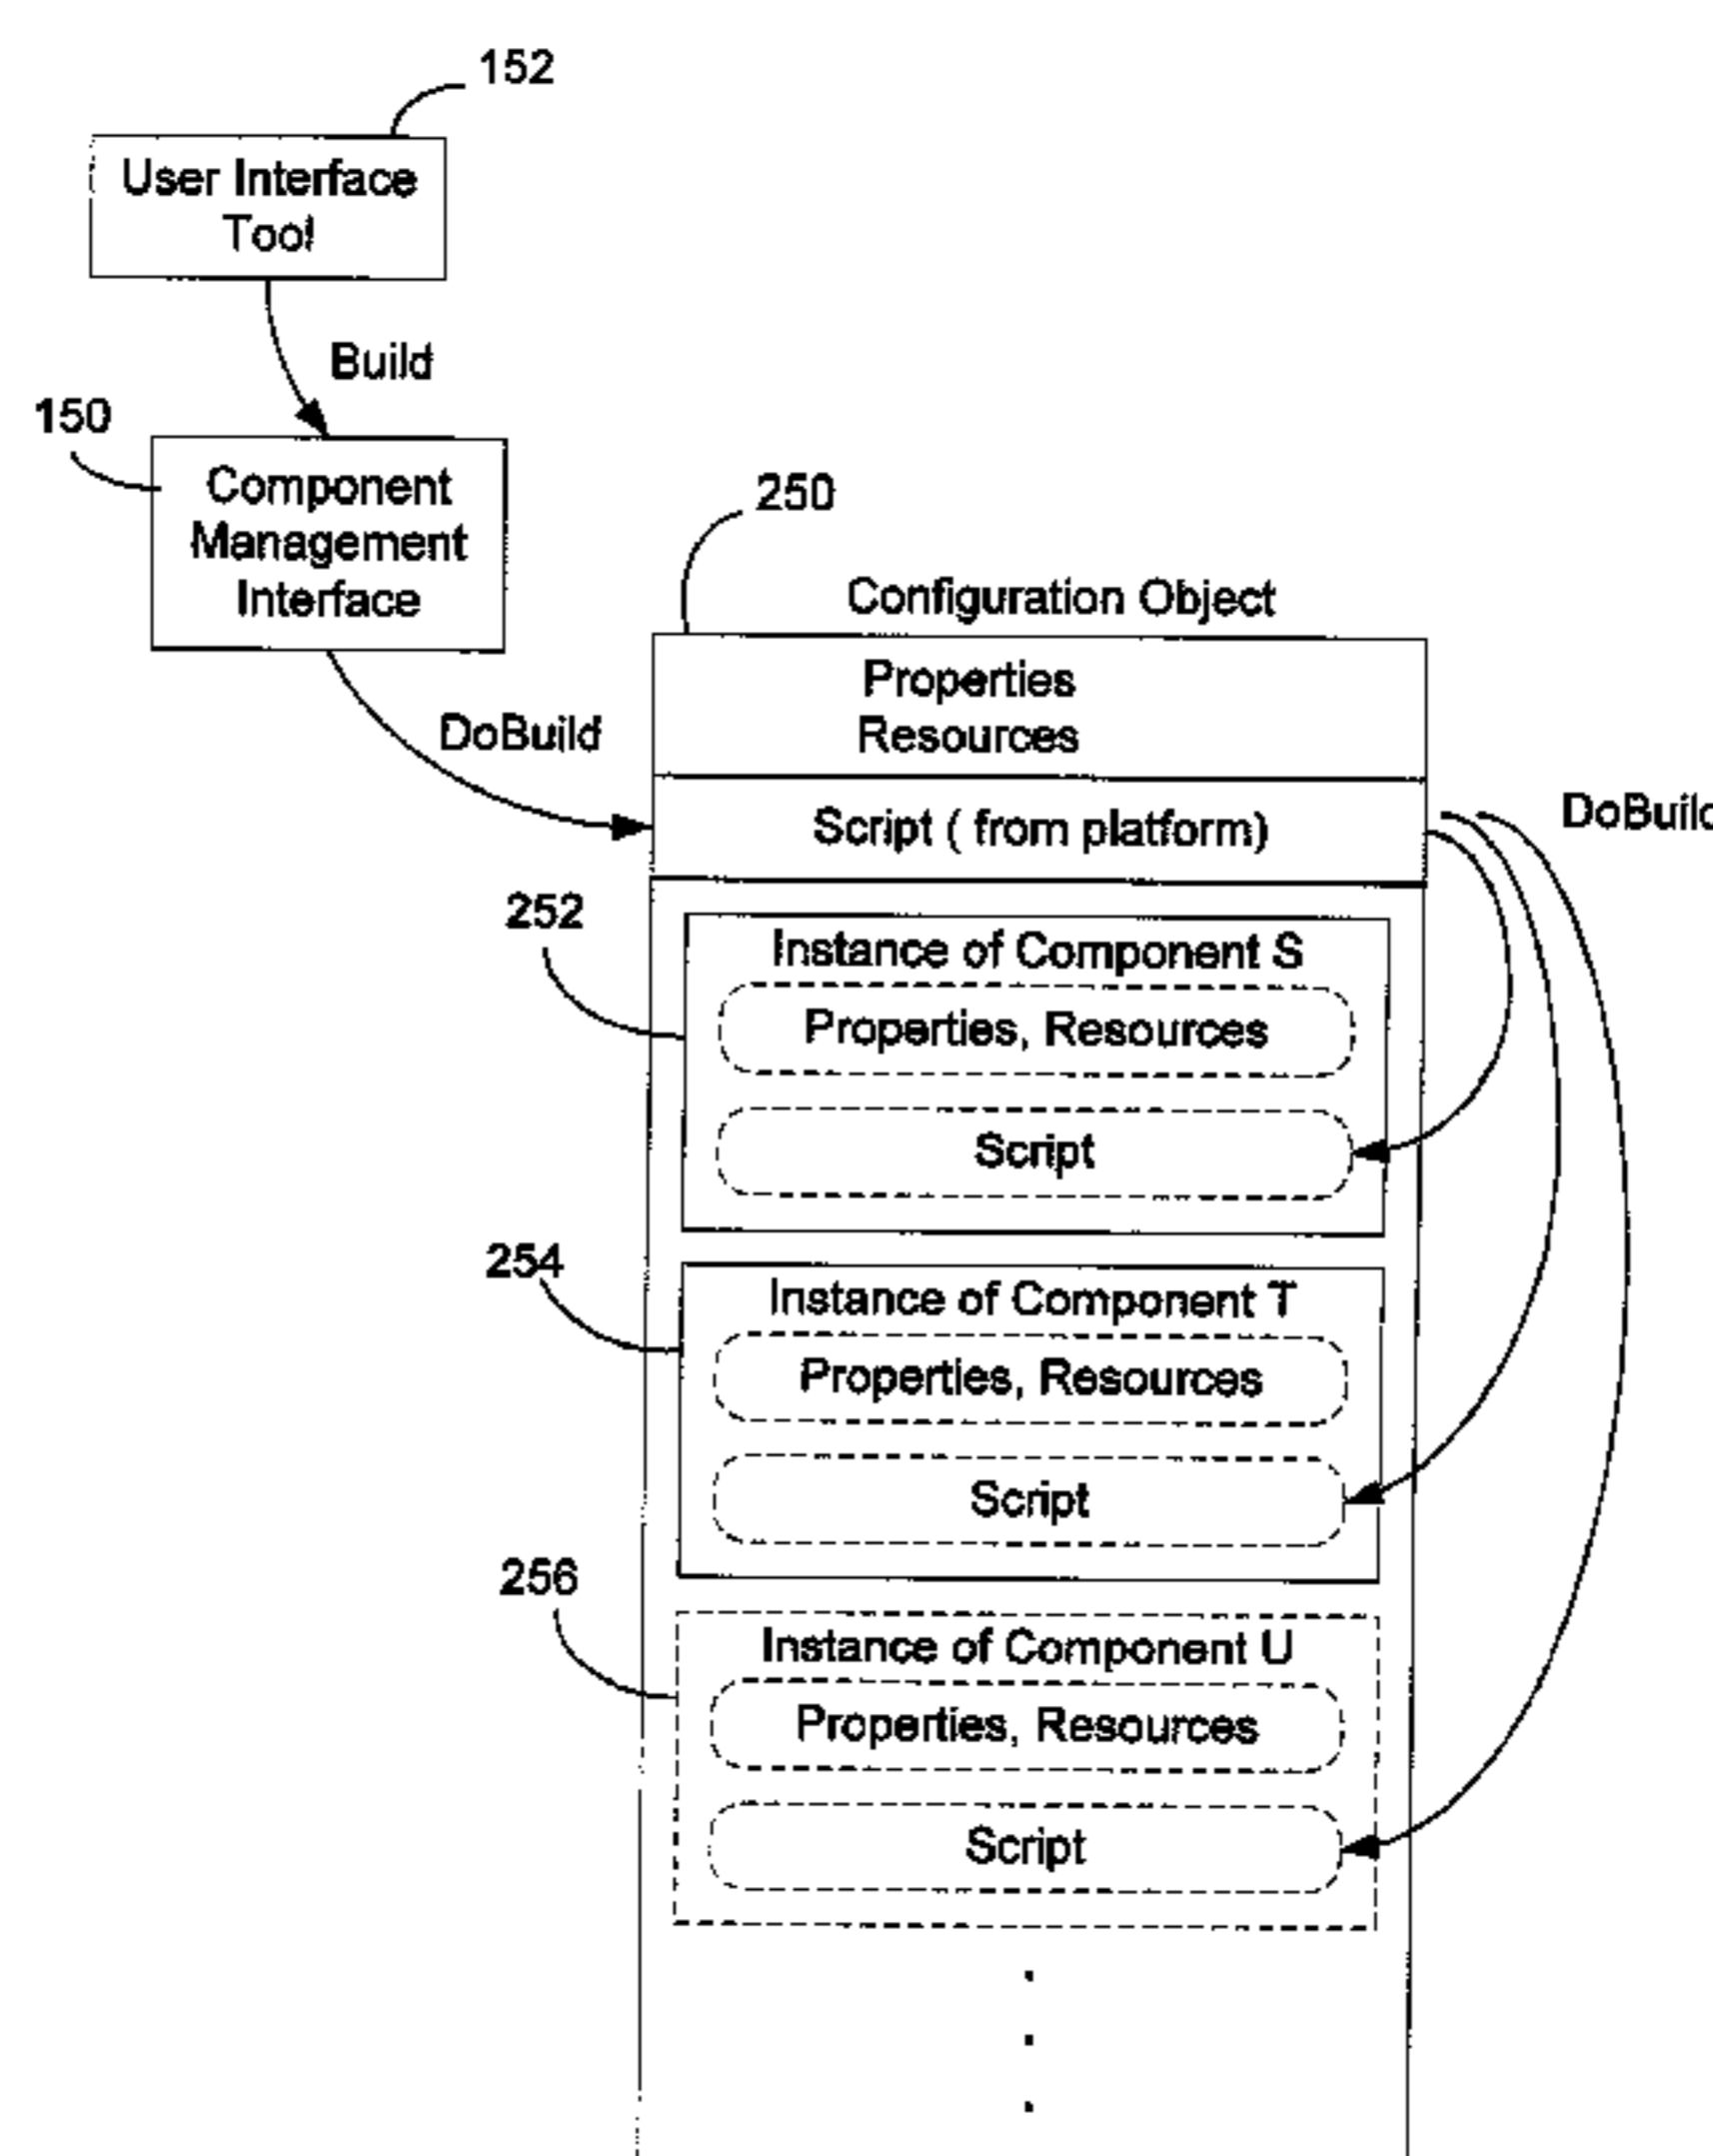 152
User Interface
Tool
Build
150
Component
Management
Interface
250
Configuration Object
Properties
Resources
DoBuild
Script ( from platform)
DoBuild
252
Instance of Component S
Properties, Resources
Script
254
Instance of Component T
Properties, Resources
Script
256
Instance of Component U
Properties, Resources
Script